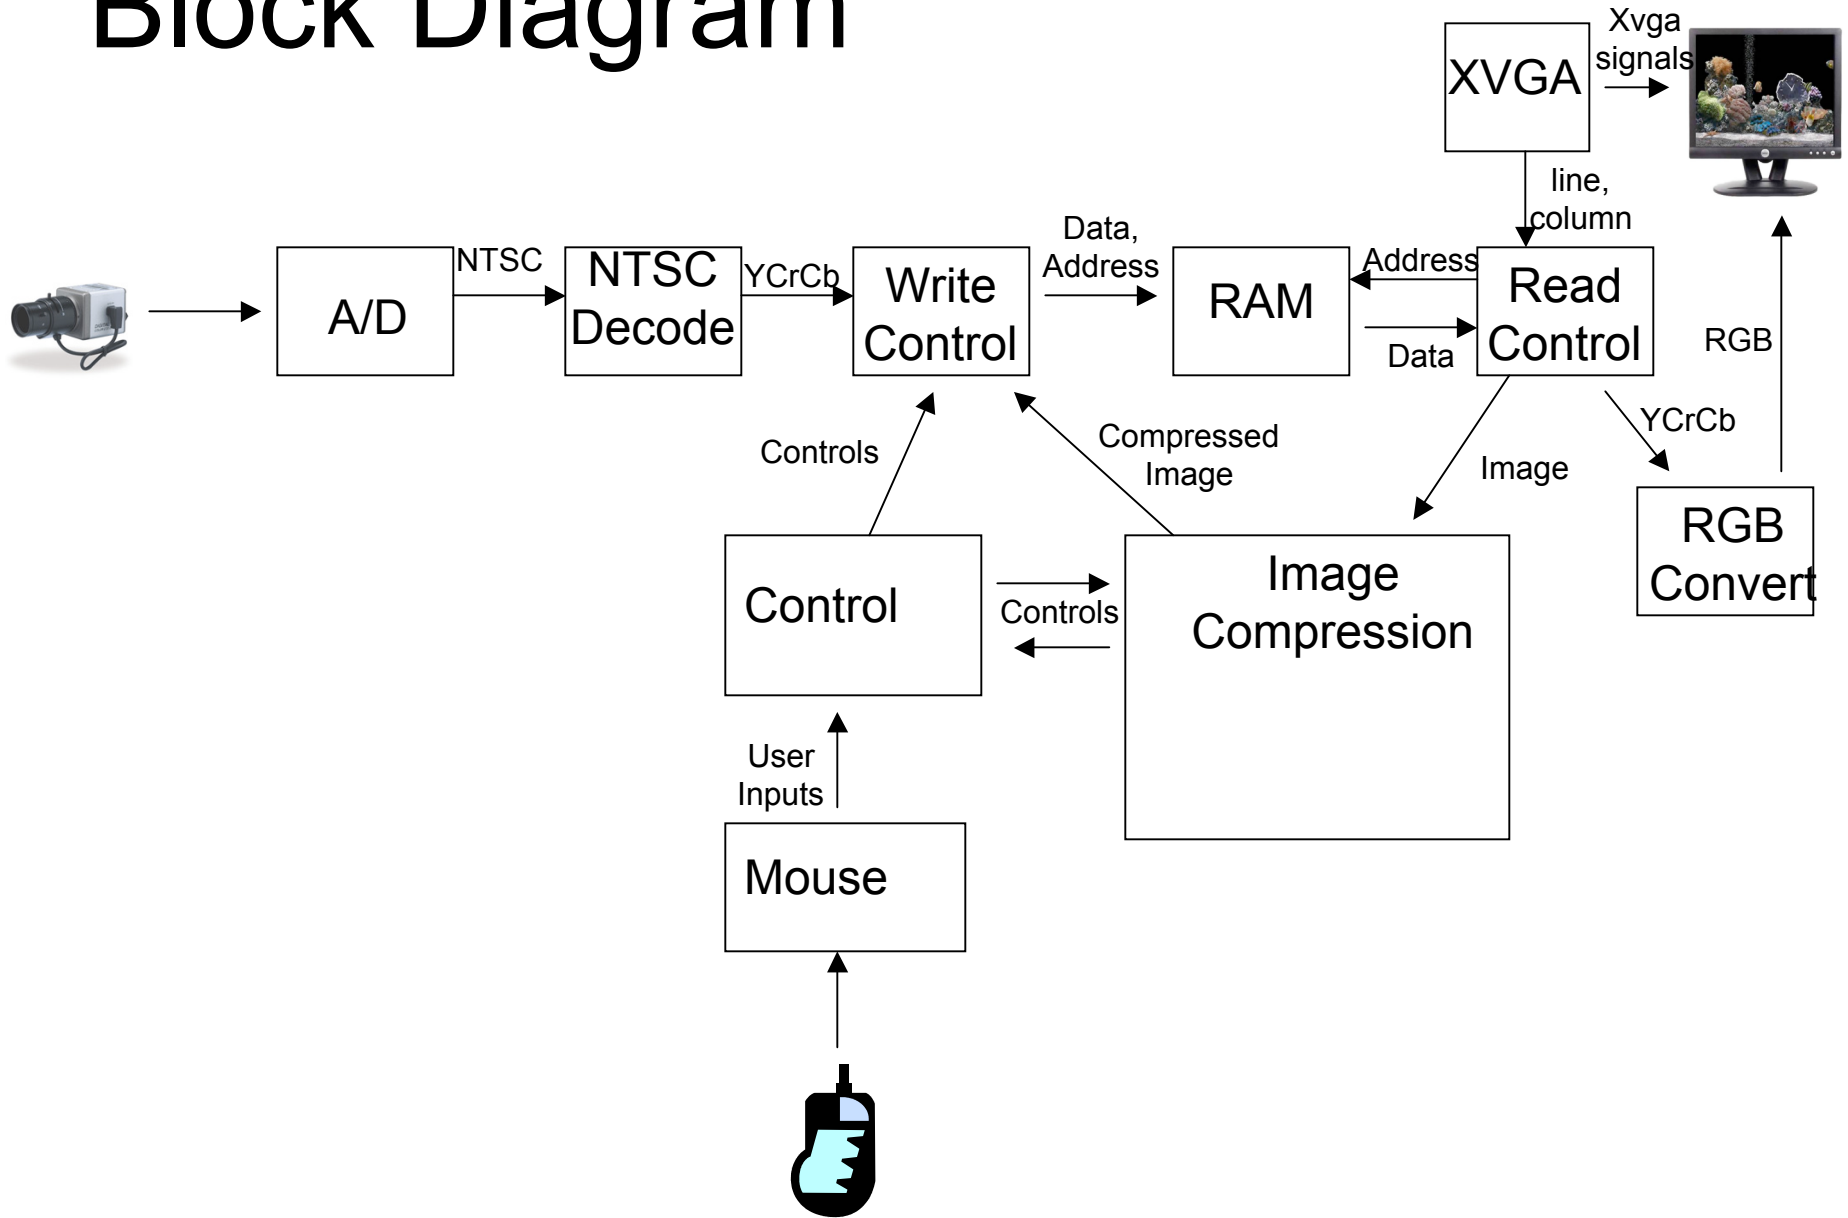 Block Diagram
Xvga
signals
XVGA
line,
column
A/D
NTSC
NTSC
Decode
YCrCb
Write
Control
Data,
Address
RAM
Address
Data
Read
Control
RGB
YCrCb
Controls
Compressed
Image
Image
RGB
Convert
Control
Controls
Image
Compression
User
Inputs
Mouse